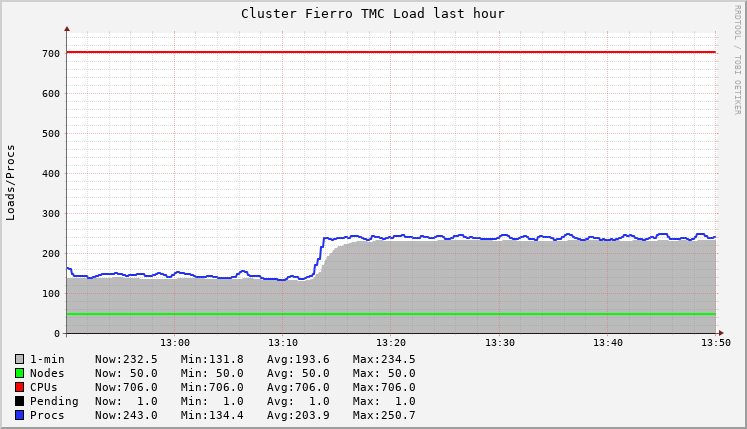 Cluster Fierro TMC Load last hour
RRDTOOL / TOBI OETIKER
Loads/Procs
700
600
500
400
300
200
100
0
13:00 13:10 13:20 13:30 13:40 13:50
1-min Now:232.5 Min:131.8 Avg:193.6 Max:234.5
Nodes Now: 50.0 Min: 50.0 Avg: 50.0 Max: 50.0
CPUs Now:706.0 Min:706.0 Avg:706.0 Max:706.0
Pending Now: 1.0 Min: 1.0 Avg: 1.0 Max: 1.0
Procs Now:243.0 Min:134.4 Avg:203.9 Max:250.7